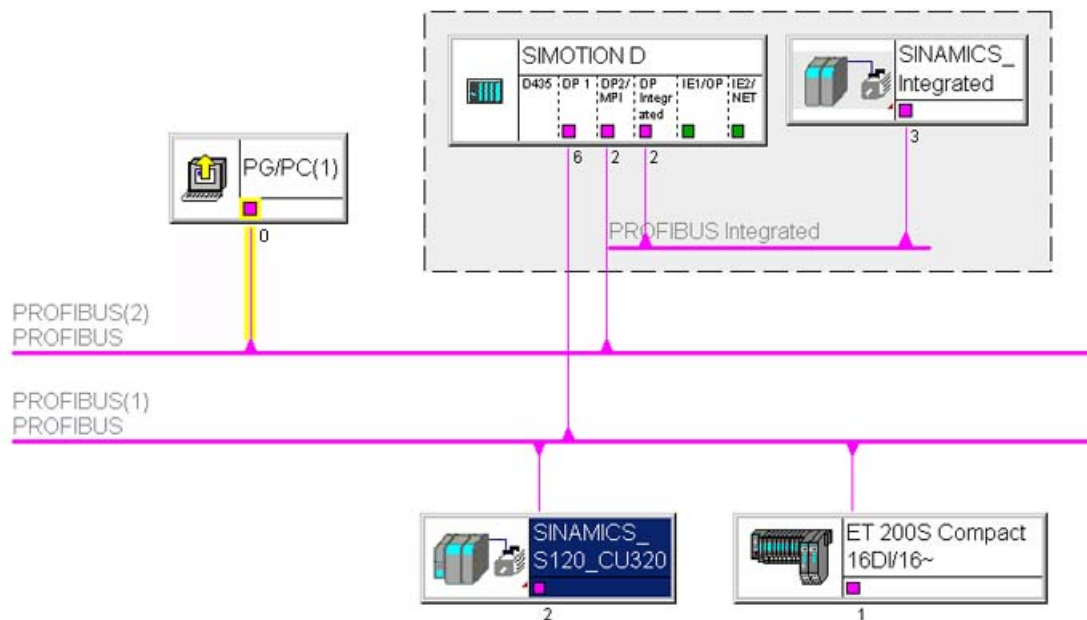 SIMOTION D
D435
DP 1
DP2/
MPI
DP
Integr
ated
IE1/OP
IE2/
NET
6
2
2
SINAMICS_
Integrated
3
PG/PC(1)
0
PROFIBUS Integrated
PROFIBUS(2)
PROFIBUS
PROFIBUS(1)
PROFIBUS
SINAMICS_
S120_CU320
2
ET 200S Compact
16DI/16~
1